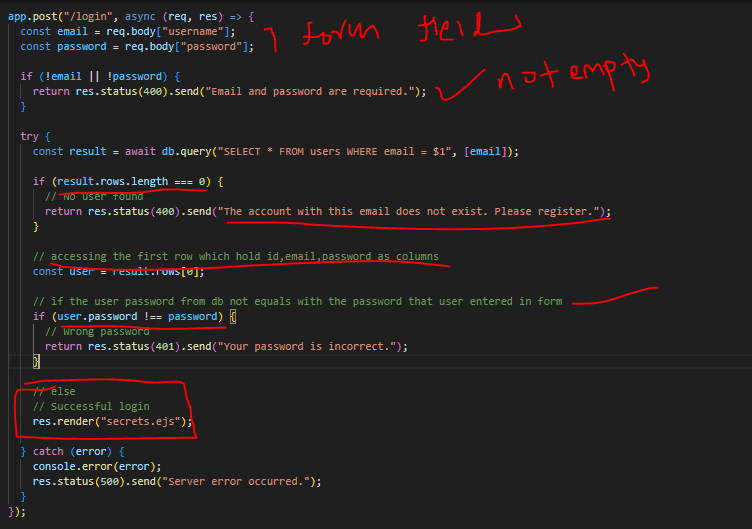 app.post("/login", async (req, res) => {
const email = req.body["username"];
const password = req.body["password"];
form field
if (!email || !password) {
return res.status(400).send("Email and password are required.");
not empty
}
try {
const result = await db.query("SELECT * FROM users WHERE email = $1", [email]);
if (result.rows.length === 0) {
// No user found
return res.status(400).send("The account with this email does not exist. Please register.");
}
// accessing the first row which hold id,email,password as columns
const user = result.rows[0];
// if the user password from db not equals with the password that user entered in form
if (user.password !== password) {
// Wrong password
return res.status(401).send("Your password is incorrect.");
}
// else
// Successful login
res.render("secrets.ejs");
} catch (error) {
console.error(error);
res.status(500).send("Server error occurred.");
}
});